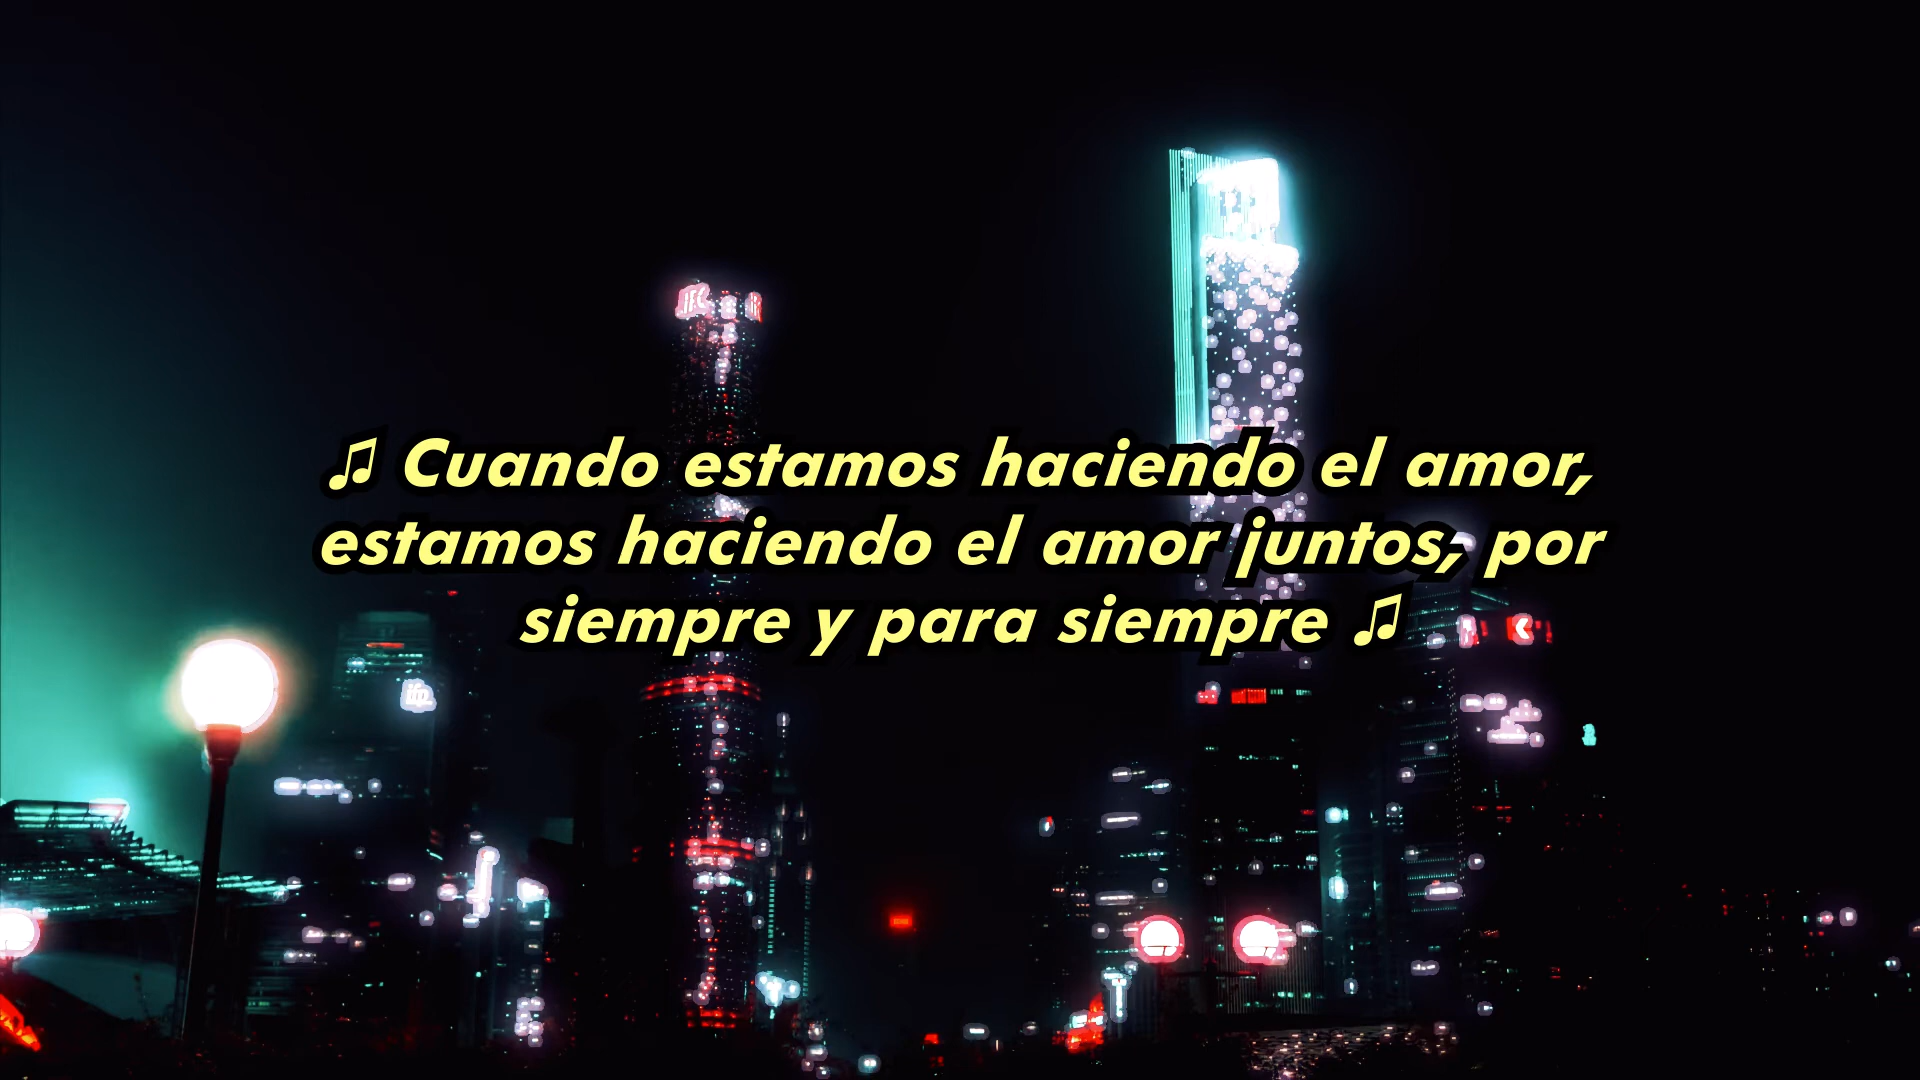 ♫ Cuando estamos haciendo el amor,
estamos haciendo el amor juntos, por
siempre y para siempre ♫